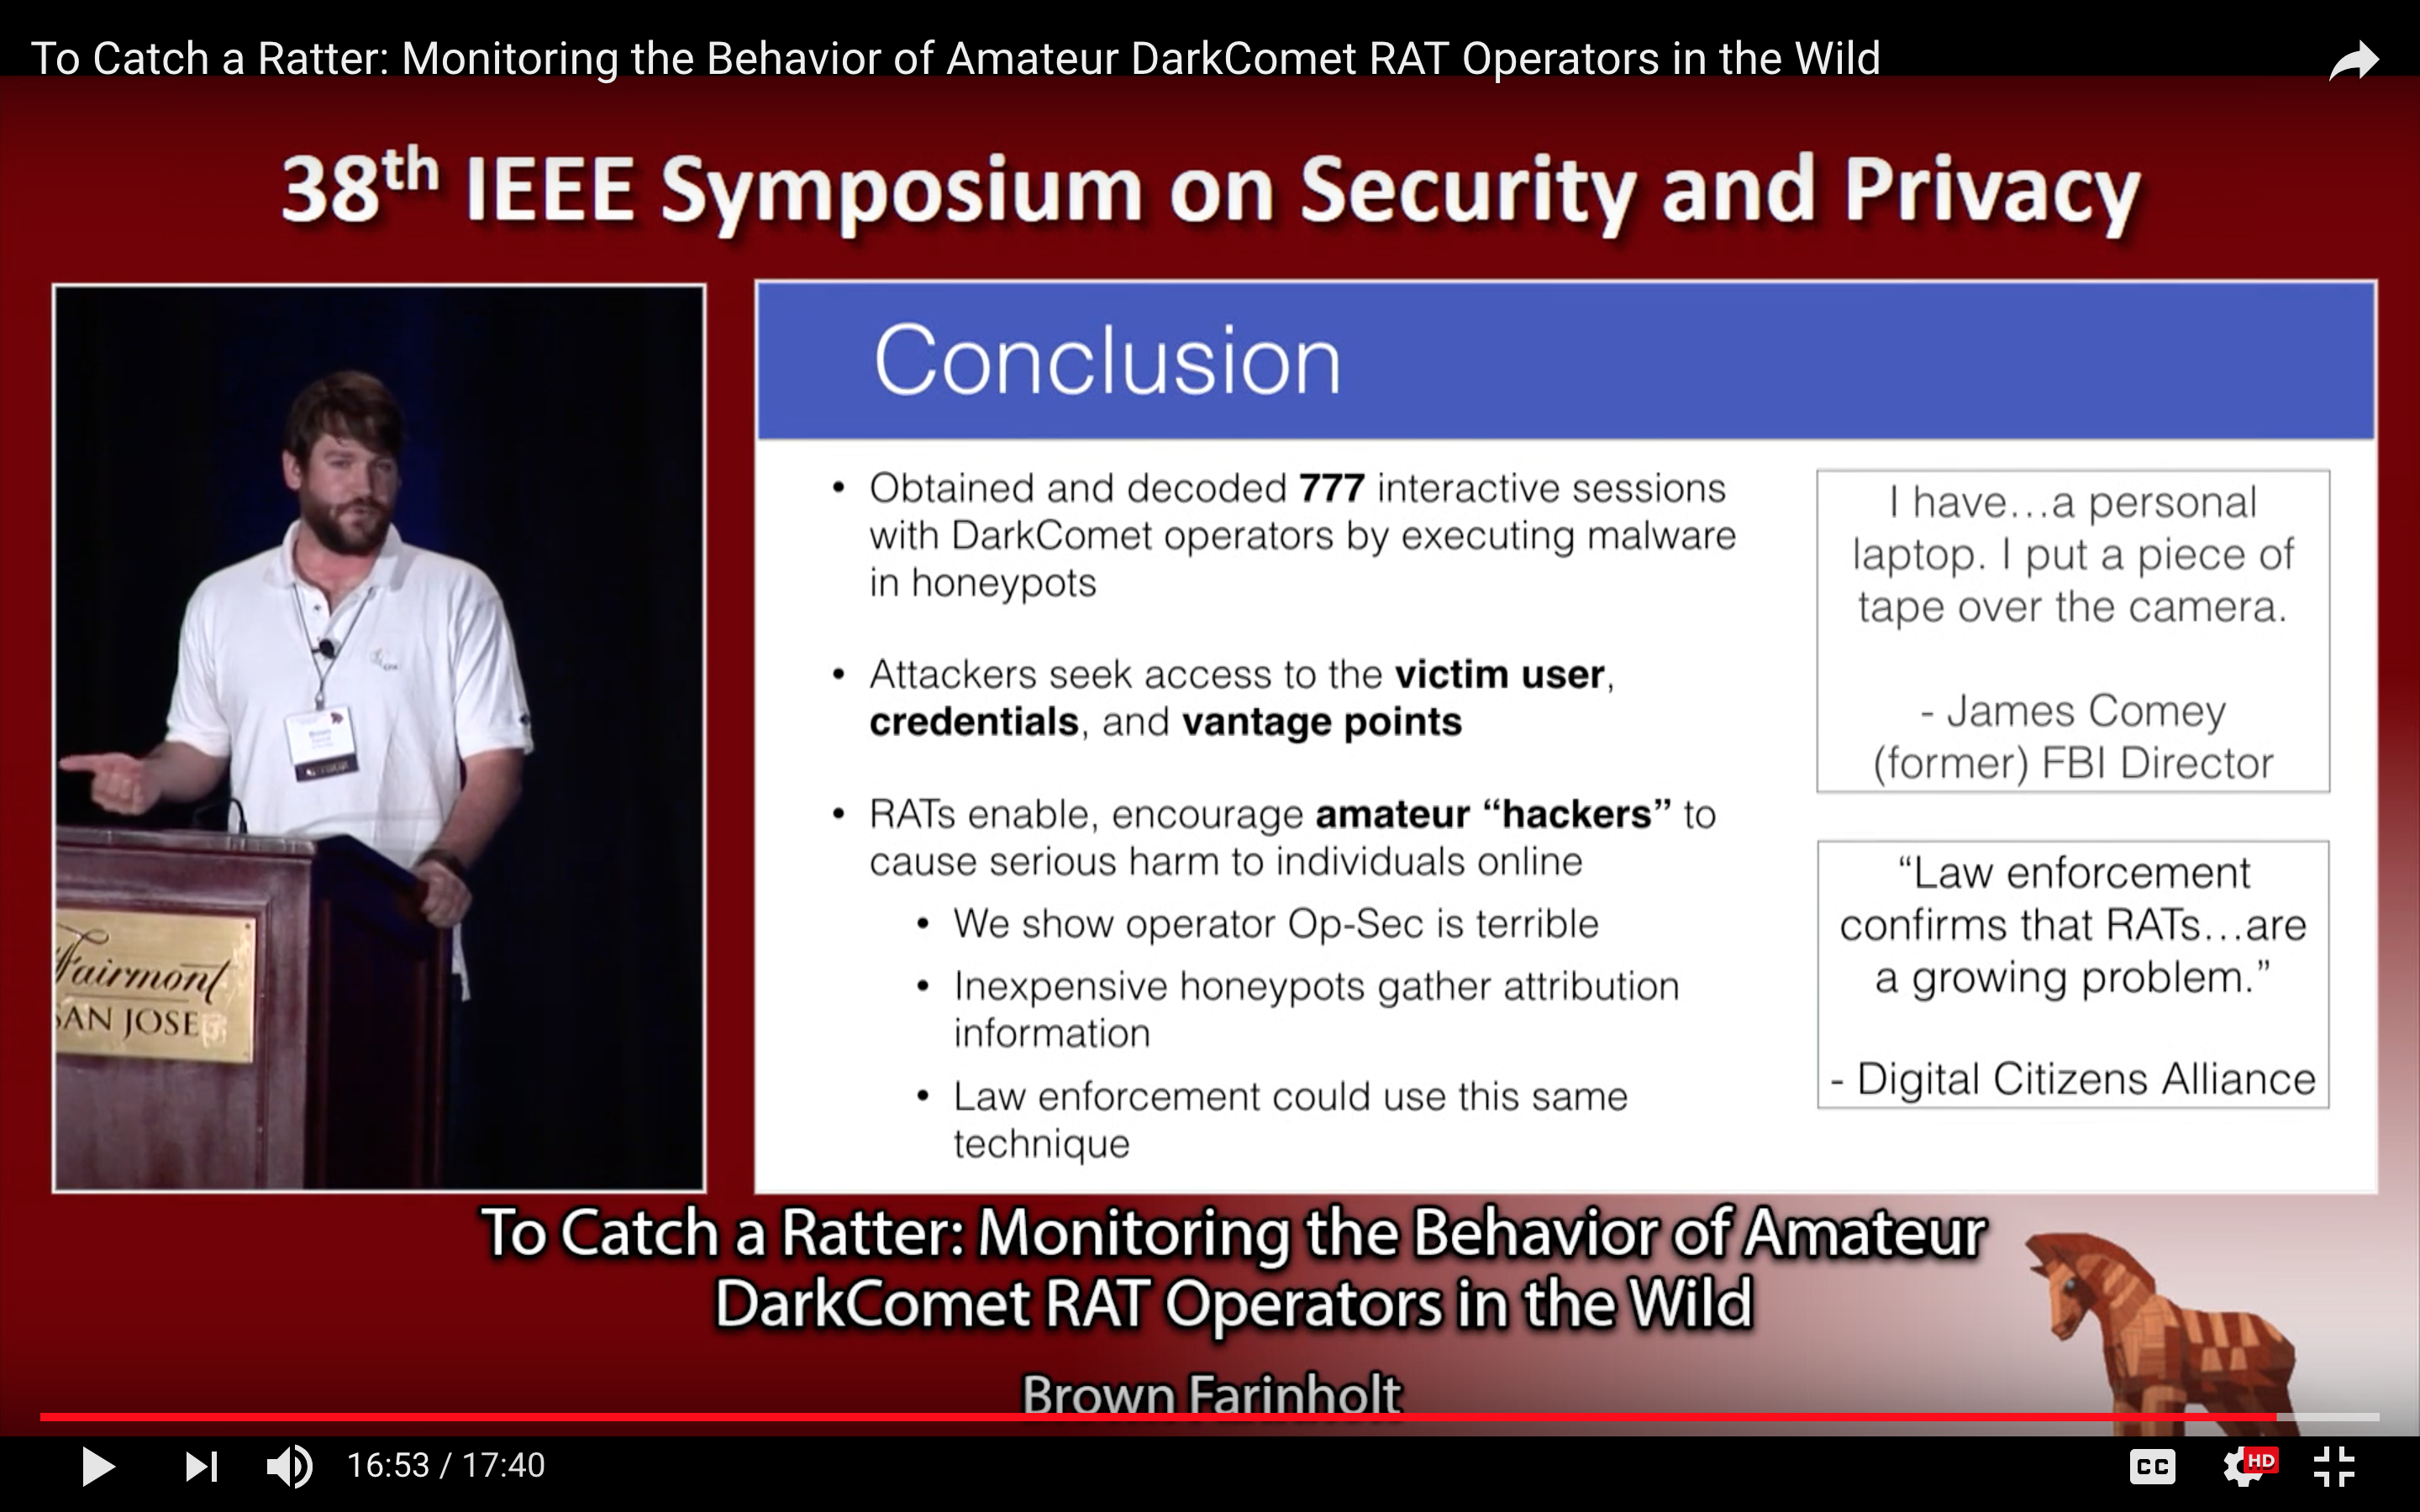 To Catch a Ratter: Monitoring the Behavior of Amateur DarkComet RAT Operators in the Wild
38th IEEE Symposium on Security and Privacy
Fairmont
SAN JOSE
Conclusion
• Obtained and decoded 777 interactive sessions
with DarkComet operators by executing malware
in honeypots
• Attackers seek access to the victim user,
credentials, and vantage points
• RATs enable, encourage amateur “hackers” to
cause serious harm to individuals online
• We show operator Op-Sec is terrible
• Inexpensive honeypots gather attribution
information
• Law enforcement could use this same
technique
I have...a personal
laptop. I put a piece of
tape over the camera.
- James Comey
(former) FBI Director
“Law enforcement
confirms that RATs...are
a growing problem.”
- Digital Citizens Alliance
To Catch a Ratter: Monitoring the Behavior of Amateur
DarkComet RAT Operators in the Wild
Brown Farinholt
16:53 / 17:40
CC
HD